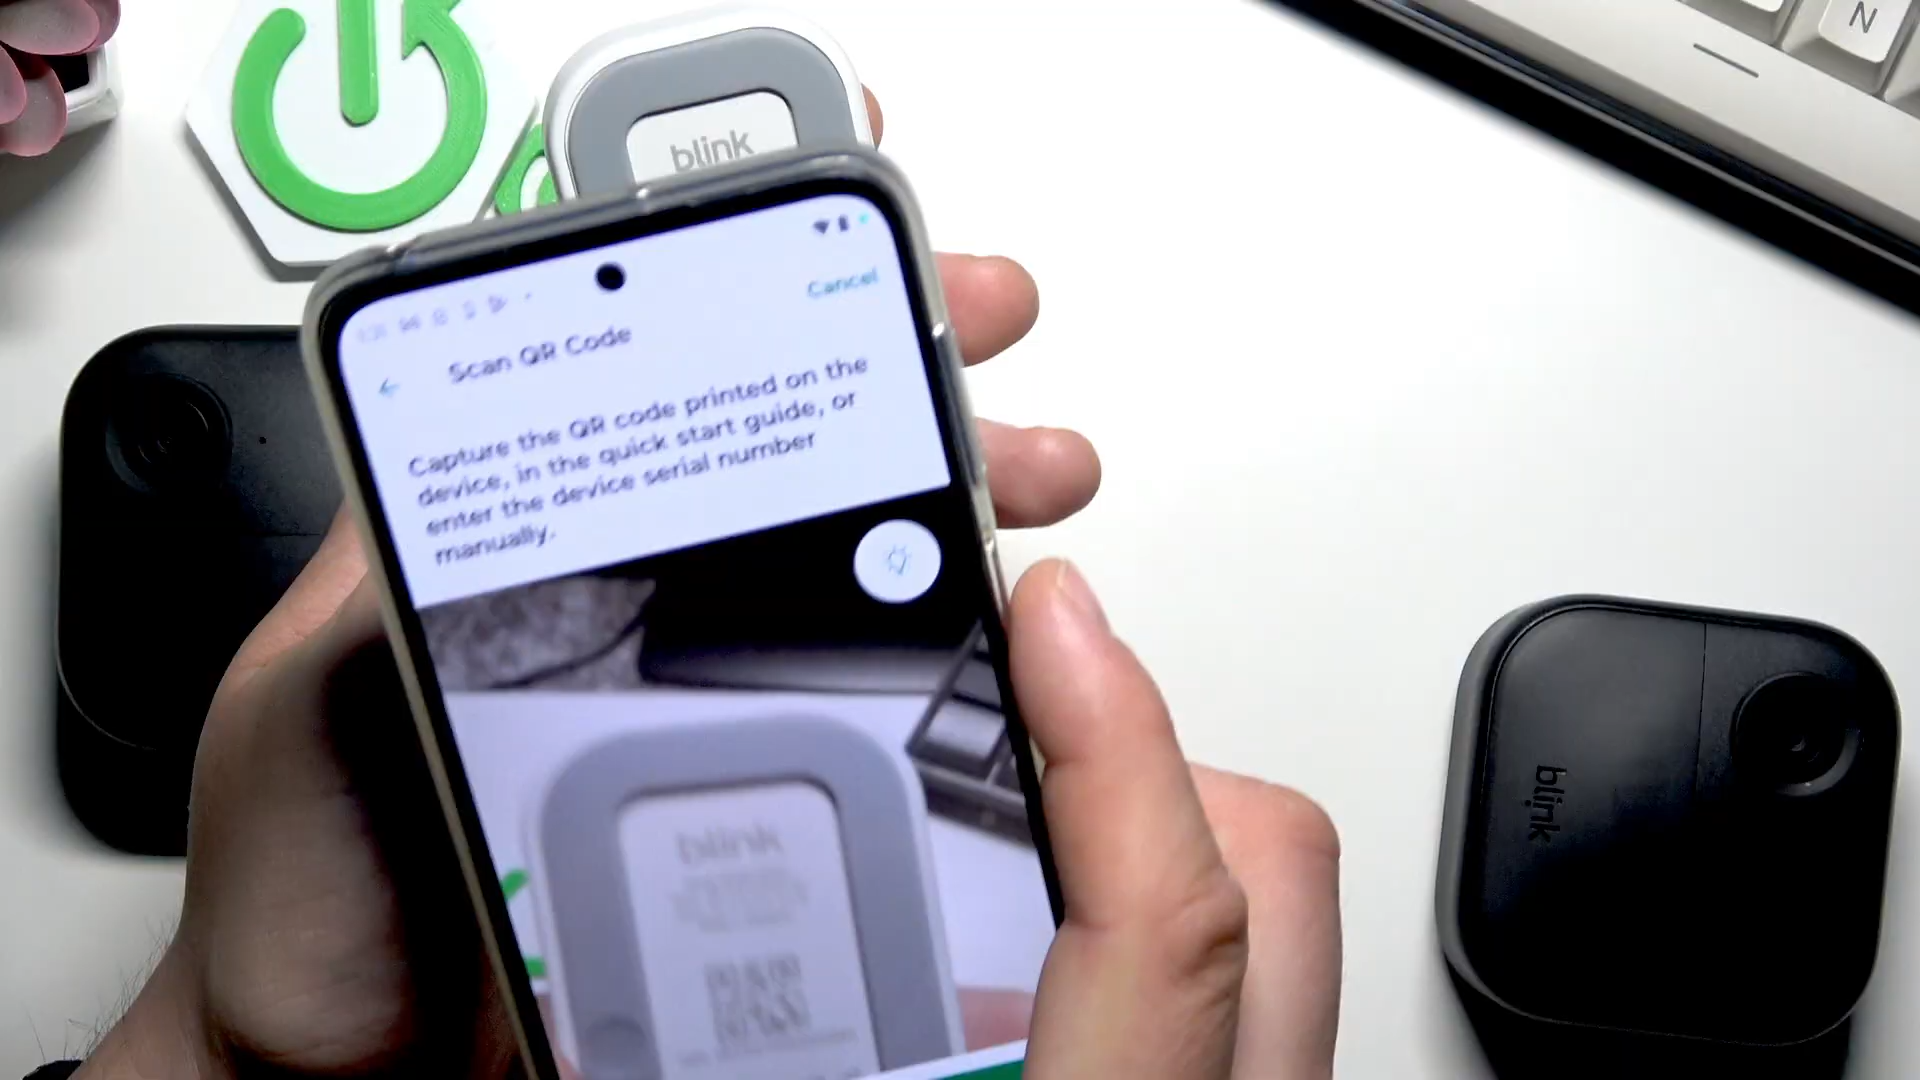 N
blink
Cancel
Scan QR Code
Capture the QR code printed on the
device, in the quick start guide, or
enter the device serial number
manually.
blink
blink